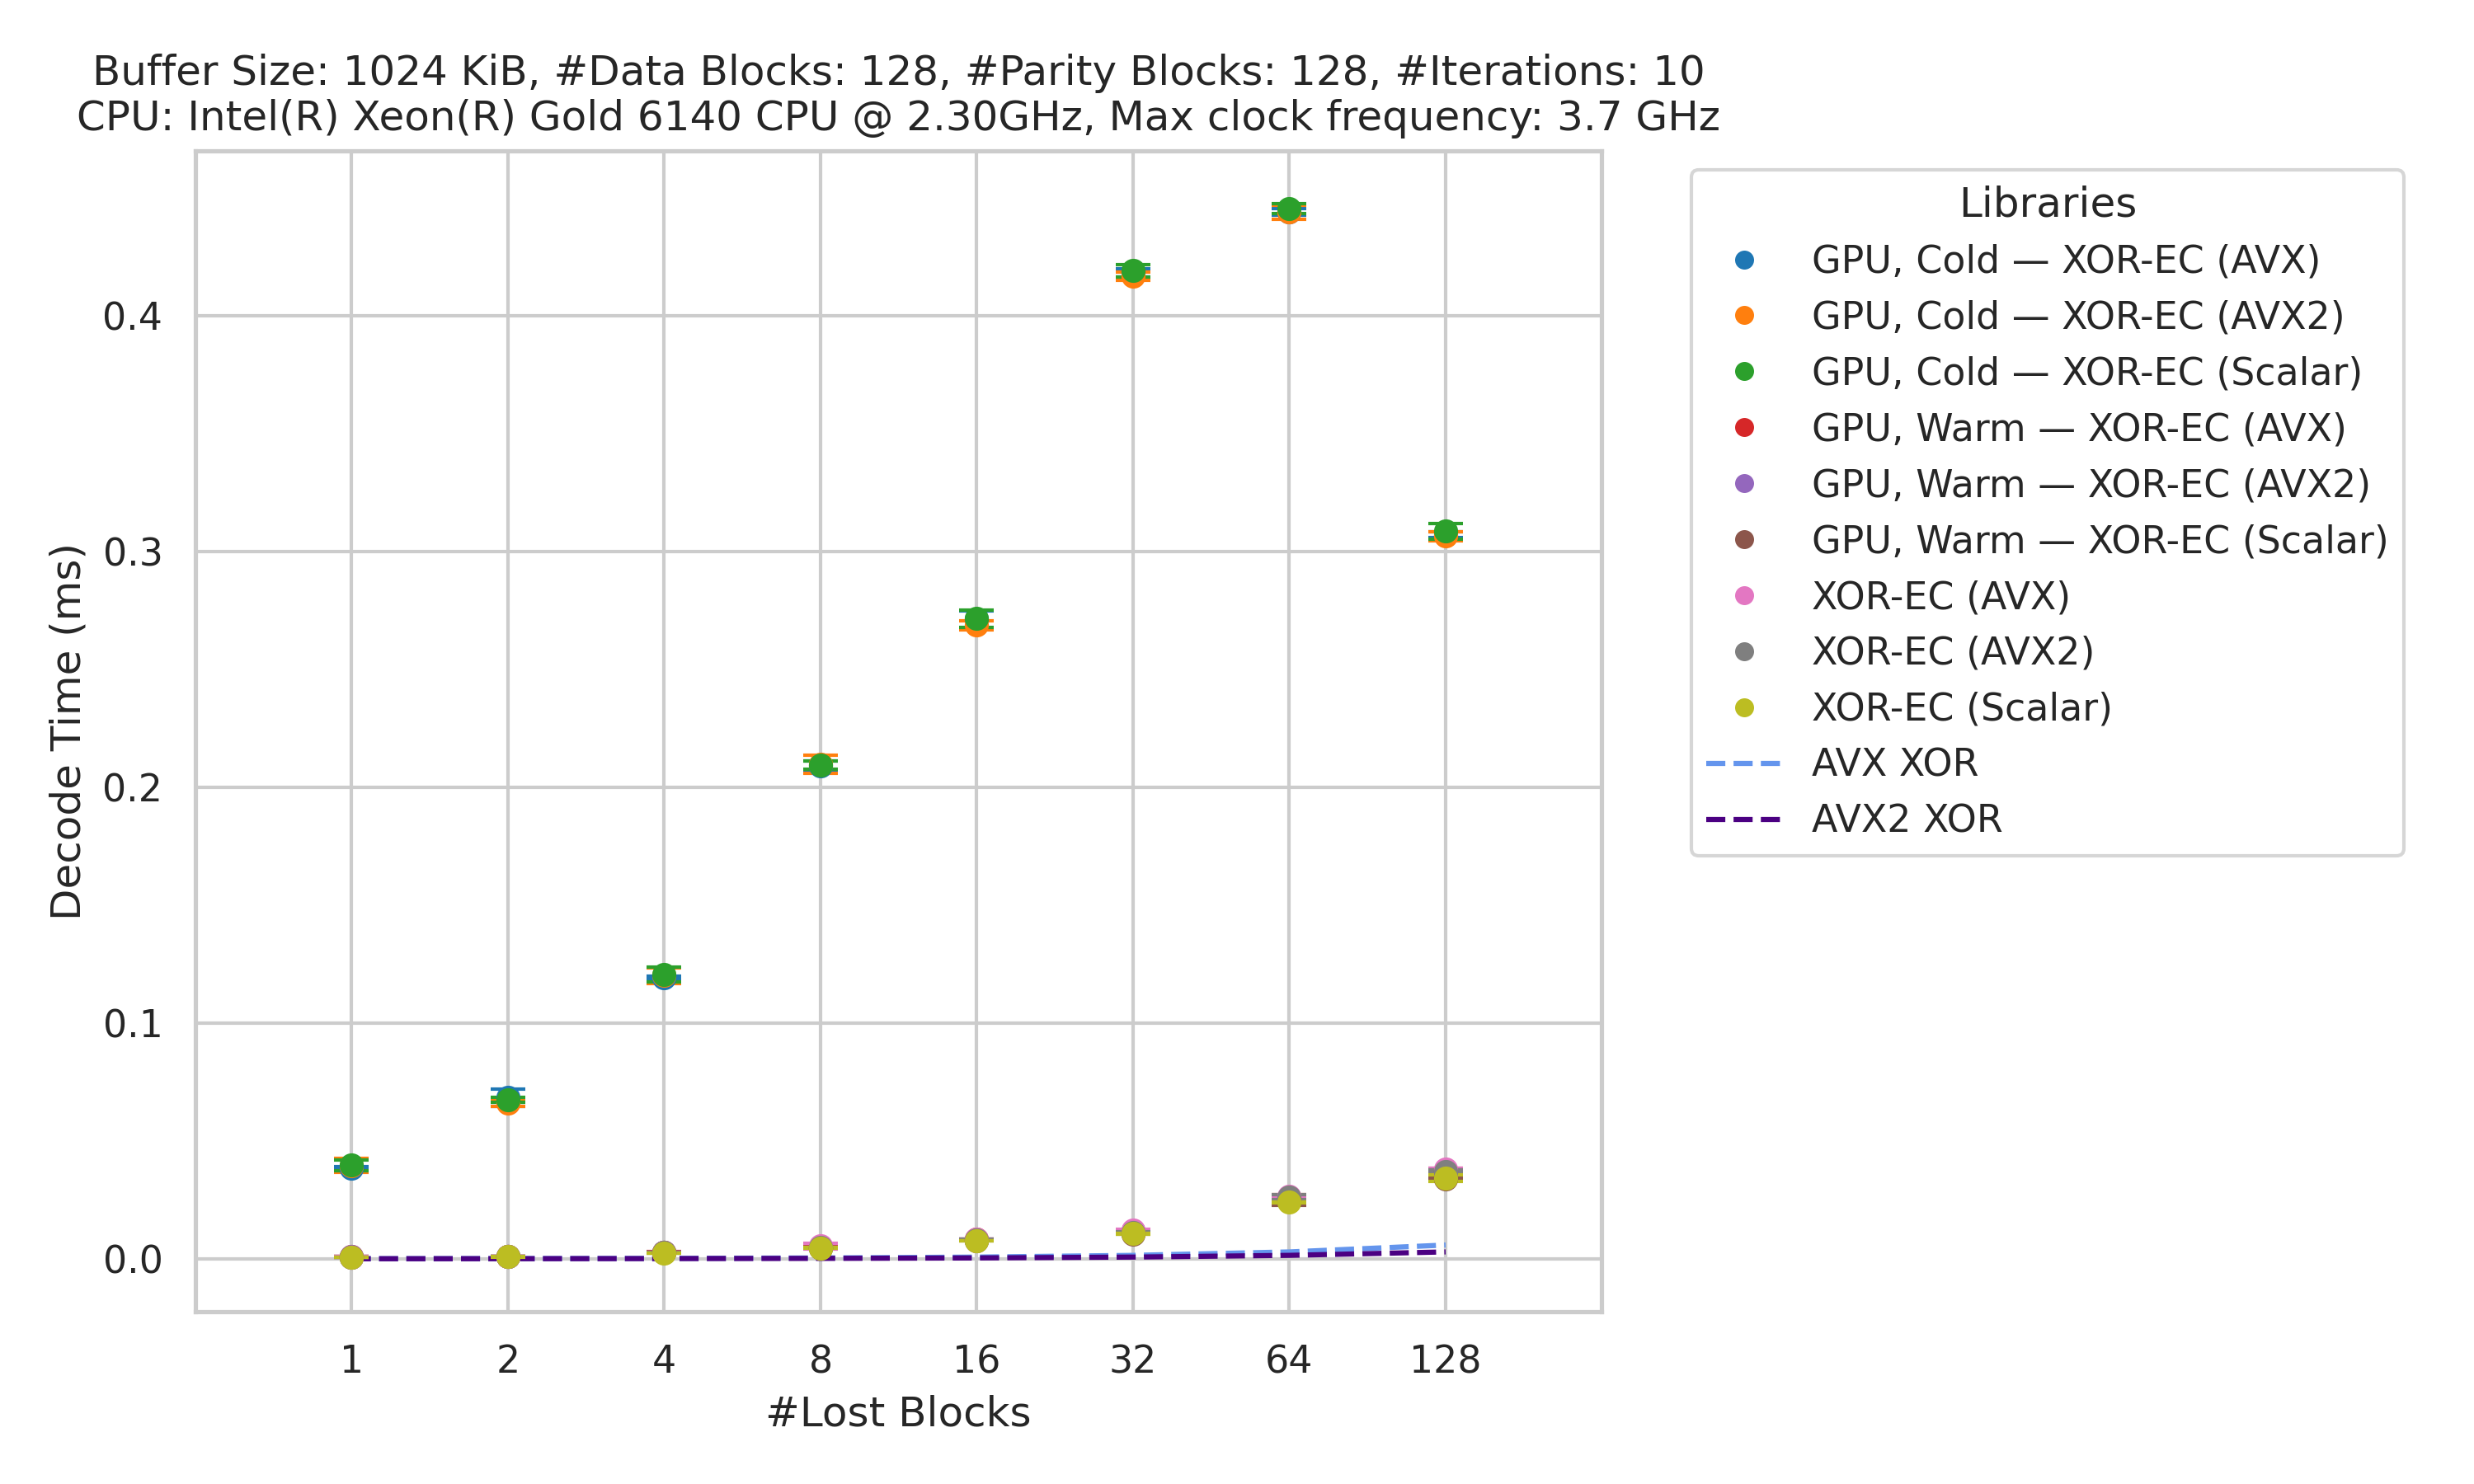 Buffer Size: 1024 KiB, #Data Blocks: 128, #Parity Blocks: 128, #Iterations: 10
CPU: Intel(R) Xeon(R) Gold 6140 CPU @ 2.30GHz, Max clock frequency: 3.7 GHz
Decode Time (ms)
0.4
0.3
0.2
0.1
0.0
1 2 4 8 16 32 64 128
#Lost Blocks
Libraries
GPU, Cold — XOR-EC (AVX)
GPU, Cold — XOR-EC (AVX2)
GPU, Cold — XOR-EC (Scalar)
GPU, Warm — XOR-EC (AVX)
GPU, Warm — XOR-EC (AVX2)
GPU, Warm — XOR-EC (Scalar)
XOR-EC (AVX)
XOR-EC (AVX2)
XOR-EC (Scalar)
AVX XOR
AVX2 XOR